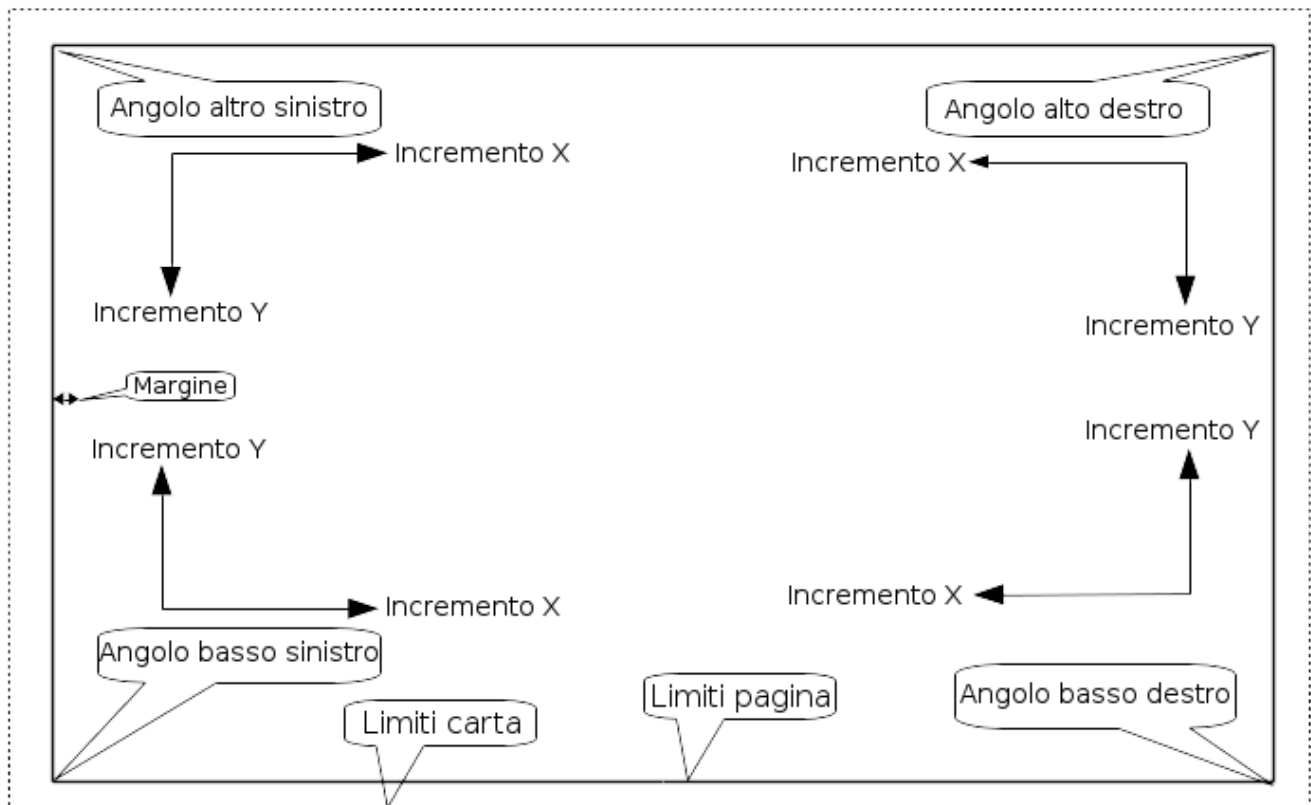 Angolo altro sinistro
Angolo alto destro
Incremento X
Incremento X
Incremento Y
Incremento Y
Margine
Incremento Y
Incremento Y
Incremento X
Incremento X
Angolo basso sinistro
Limiti pagina
Angolo basso destro
Limiti carta